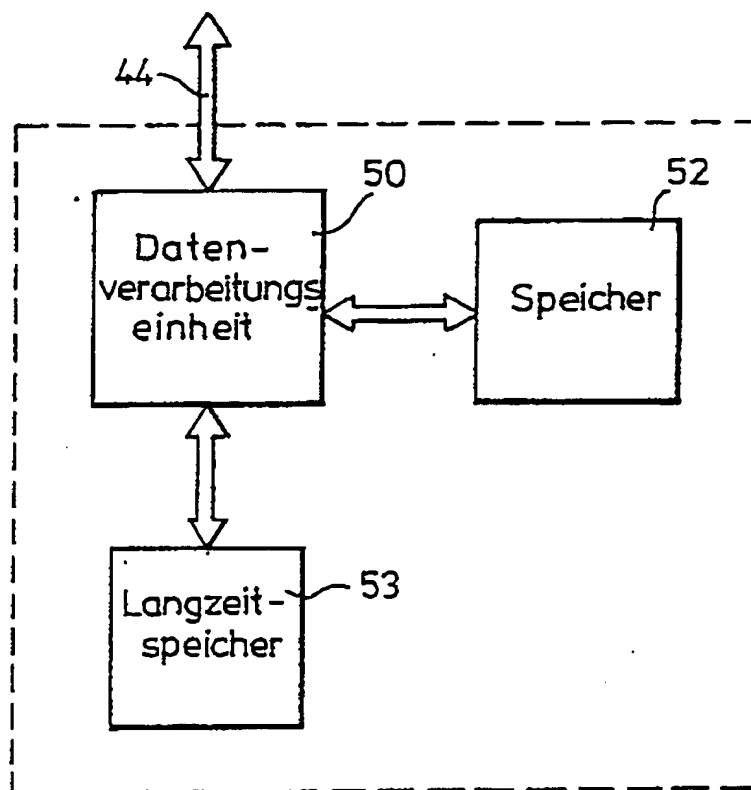 44
50
52
Daten-
verarbeitungs
einheit
Speicher
53
Langzeit-
speicher